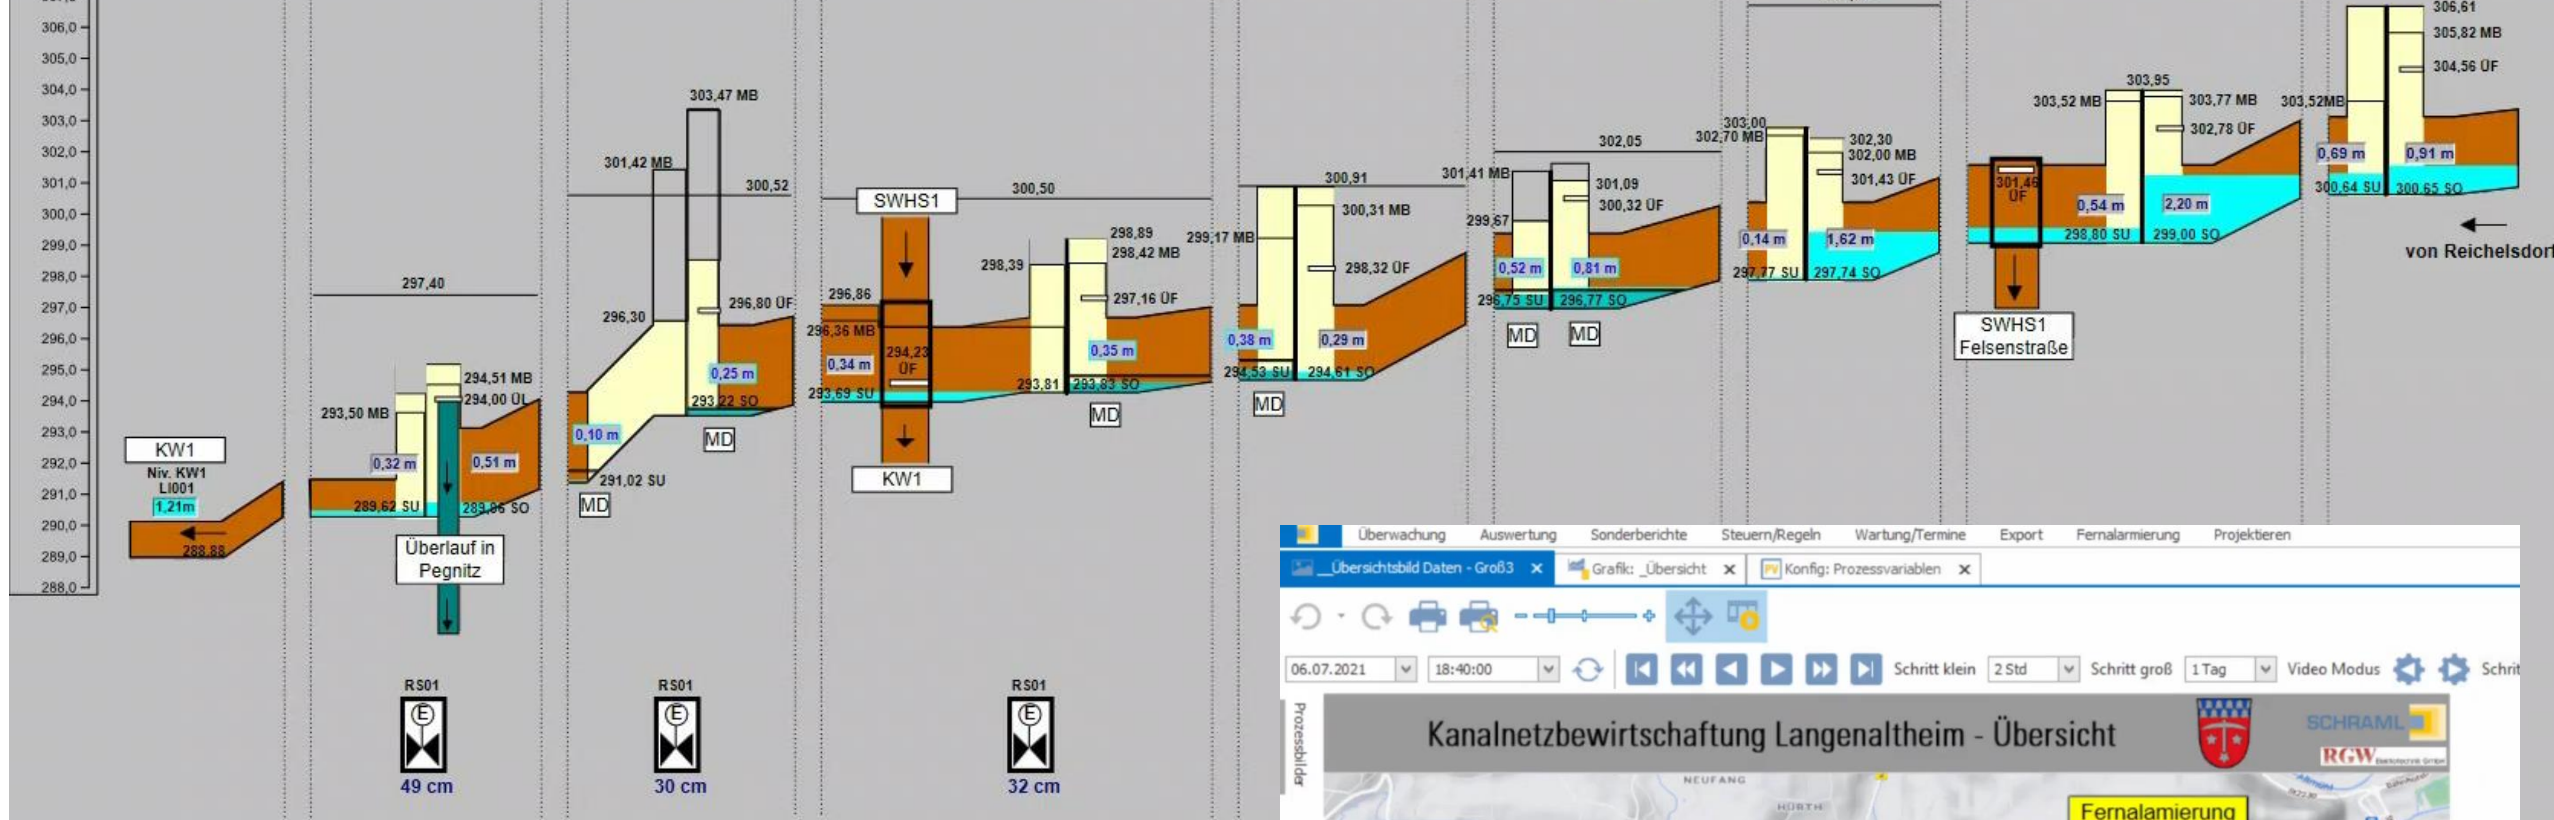 306,0
305,0
304,0
303,0
302,0
301,0
300,0
299,0
298,0
297,0
296,0
295,0
294,0
293,0
292,0
291,0
290,0
289,0
288,0
KW1
Niv. KW1
LI001
1,21m
288,88
297,40
294,51 MB
294,00 ÜL
293,50 MB
0,32 m
0,51 m
289,62 SU
289,86 SO
Überlauf in
Pegnitz
RS01
E
49 cm
303,47 MB
301,42 MB
300,52
296,80 ÜF
296,30
0,25 m
293,22 SO
MD
0,10 m
291,02 SU
MD
RS01
E
30 cm
SWHS1
300,50
298,89
298,42 MB
298,39
297,16 ÜF
296,86
296,36 MB
294,23
ÜF
0,34 m
0,35 m
293,69 SU
293,81
293,83 SO
MD
KW1
RS01
E
32 cm
300,91
300,31 MB
299,17 MB
298,32 ÜF
0,38 m
0,29 m
294,53 SU
294,61 SO
MD
302,05
301,41 MB
301,09
300,32 ÜF
299,67
0,52 m
0,81 m
296,75 SU
296,77 SO
MD
MD
303,00
302,70 MB
302,30
302,00 MB
301,43 ÜF
0,14 m
1,62 m
297,77 SU
297,74 SO
303,95
303,52 MB
303,77 MB
302,78 ÜF
301,46
ÜF
0,54 m
2,20 m
298,80 SU
299,00 SO
SWHS1
Felsenstraße
306,61
305,82 MB
304,56 ÜF
303,52MB
0,69 m
0,91 m
300,64 SU
300,65 SO
von Reichelsdorf
Überwachung Auswertung Sonderberichte Steuern/Regeln Wartung/Termine Export Fernalarmierung Projektieren
__Übersichtsbild Daten - Groß3 Grafik: _Übersicht Konfig: Prozessvariablen
06.07.2021 18:40:00 Schritt klein 2 Std Schritt groß 1 Tag Video Modus Schrit
Prozessbilder
Kanalnetzbewirtschaftung Langenaltheim - Übersicht
SCHRAML
RGW
NEUFANG
HÜRTH
Fernalamierung